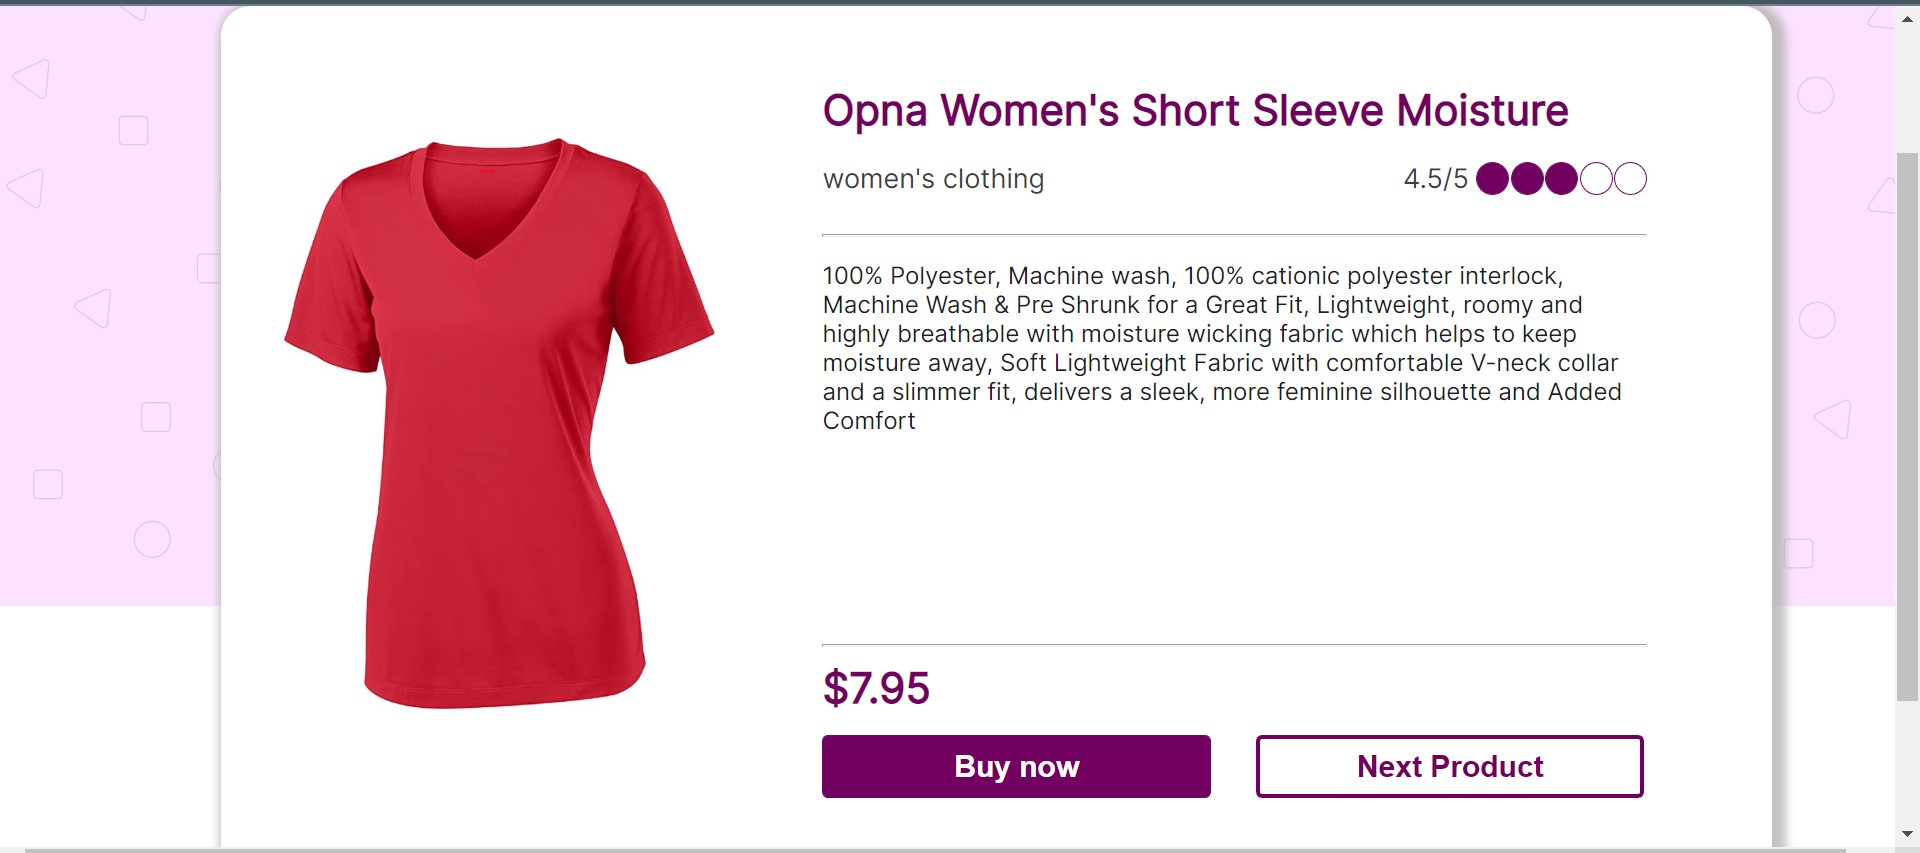 Opna Women's Short Sleeve Moisture
women's clothing
4.5/5
100% Polyester, Machine wash, 100% cationic polyester interlock,
Machine Wash & Pre Shrunk for a Great Fit, Lightweight, roomy and
highly breathable with moisture wicking fabric which helps to keep
moisture away, Soft Lightweight Fabric with comfortable V-neck collar
and a slimmer fit, delivers a sleek, more feminine silhouette and Added
Comfort
$7.95
Buy now
Next Product